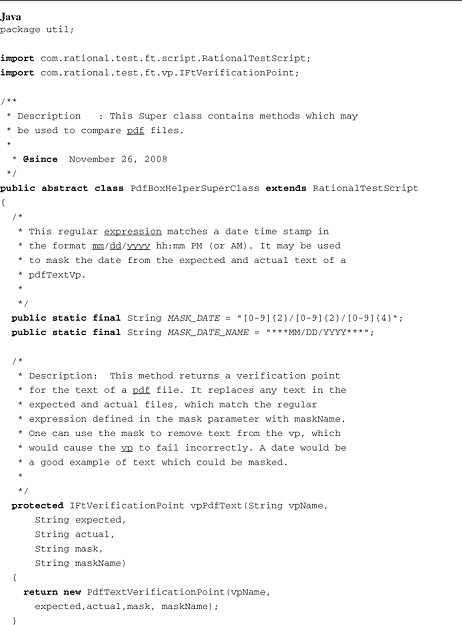 Java
package util;
import com.rational.test.ft.script.RationalTestScript;
import com.rational.test.ft.vp.IFtVerificationPoint;
/**
* Description : This Super class contains methods which may
* be used to compare pdf files.
*
* @since November 26, 2008
*/
public abstract class PdfBoxHelperSuperClass extends RationalTestScript
{
/*
* This regular expression matches a date time stamp in
* the format mm/dd/yyyy hh:mm PM (or AM). It may be used
* to mask the date from the expected and actual text of a
* pdfTextVp.
*
*/
public static final String MASK_DATE = "[0-9]{2}/[0-9]{2}/[0-9]{4}";
public static final String MASK_DATE_NAME = "***MM/DD/YYYY***";
/*
* Description: This method returns a verification point
* for the text of a pdf file. It replaces any text in the
* expected and actual files, which match the regular
* expression defined in the mask parameter with maskName.
* One can use the mask to remove text from the vp, which
* would cause the vp to fail incorrectly. A date would be
* a good example of text which could be masked.
*
*/
protected IFtVerificationPoint vpPdfText(String vpName,
String expected,
String actual,
String mask,
String maskName)
{
return new PdfTextVerificationPoint(vpName,
expected,actual,mask, maskName);
}